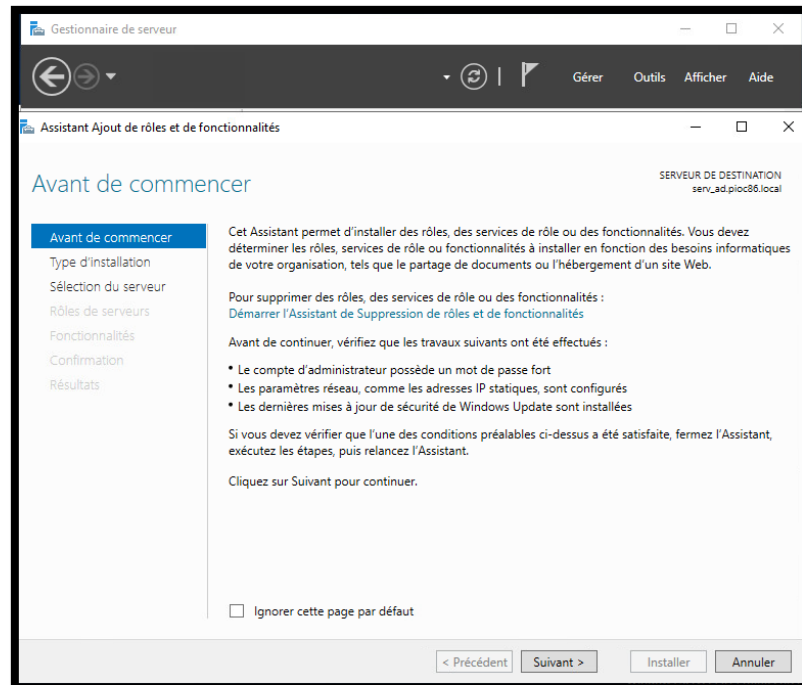 Gestionnaire de serveur
Gérer Outils Afficher Aide
Assistant Ajout de rôles et de fonctionnalités
Avant de commencer
SERVEUR DE DESTINATION
serv_ad.pioc86.local
Avant de commencer
Type d'installation
Sélection du serveur
Rôles de serveurs
Fonctionnalités
Confirmation
Résultats
Cet Assistant permet d'installer des rôles, des services de rôle ou des fonctionnalités. Vous devez
déterminer les rôles, services de rôle ou fonctionnalités à installer en fonction des besoins informatiques
de votre organisation, tels que le partage de documents ou l'hébergement d'un site Web.
Pour supprimer des rôles, des services de rôle ou des fonctionnalités :
Démarrer l'Assistant de Suppression de rôles et de fonctionnalités
Avant de continuer, vérifiez que les travaux suivants ont été effectués :
• Le compte d'administrateur possède un mot de passe fort
• Les paramètres réseau, comme les adresses IP statiques, sont configurés
• Les dernières mises à jour de sécurité de Windows Update sont installées
Si vous devez vérifier que l'une des conditions préalables ci-dessus a été satisfaite, fermez l'Assistant,
exécutez les étapes, puis relancez l'Assistant.
Cliquez sur Suivant pour continuer.
Ignorer cette page par défaut
< Précédent Suivant > Installer Annuler